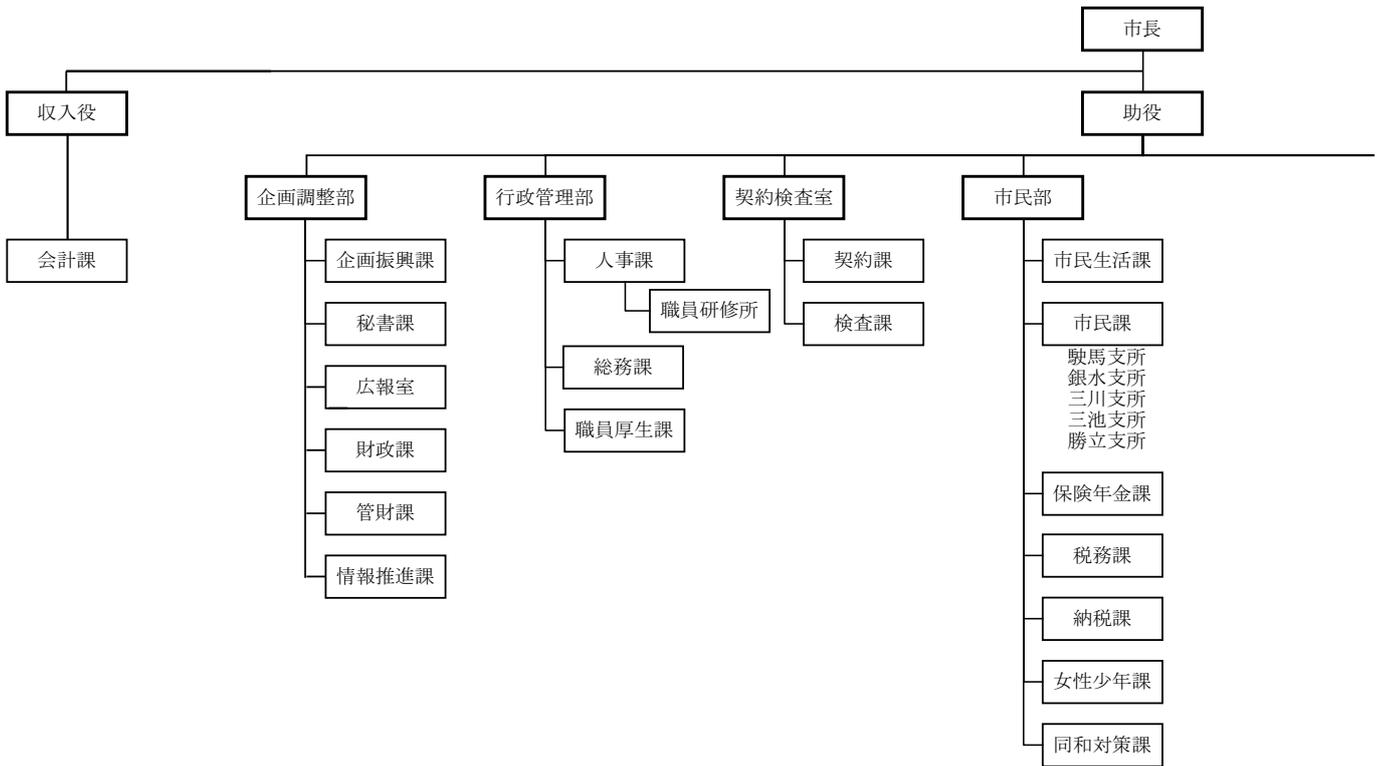 市長
収入役
助役
企画調整部
行政管理部
契約検査室
市民部
会計課
企画振興課
秘書課
広報室
財政課
管財課
情報推進課
人事課
職員研修所
総務課
職員厚生課
契約課
検査課
市民生活課
市民課
駛馬支所
銀水支所
三川支所
三池支所
勝立支所
保険年金課
税務課
納税課
女性少年課
同和対策課